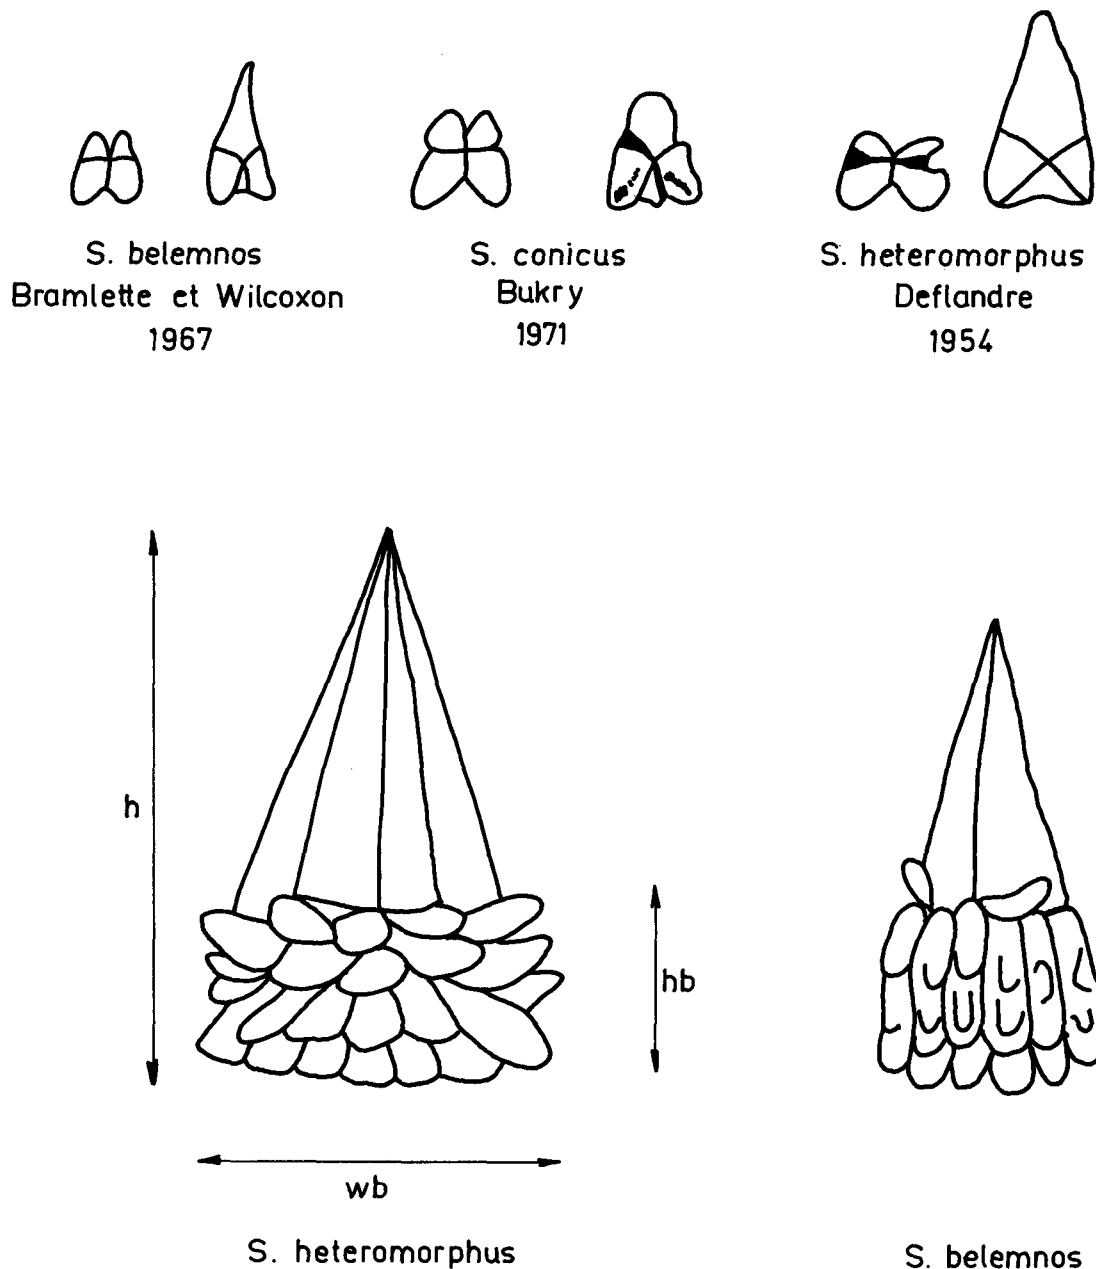 S. belemnos
Bramlette et Wilcoxon
1967
S. conicus
Bukry
1971
S. heteromorphus
Deflandre
1954
h
hb
wb
S. heteromorphus
S. belemnos